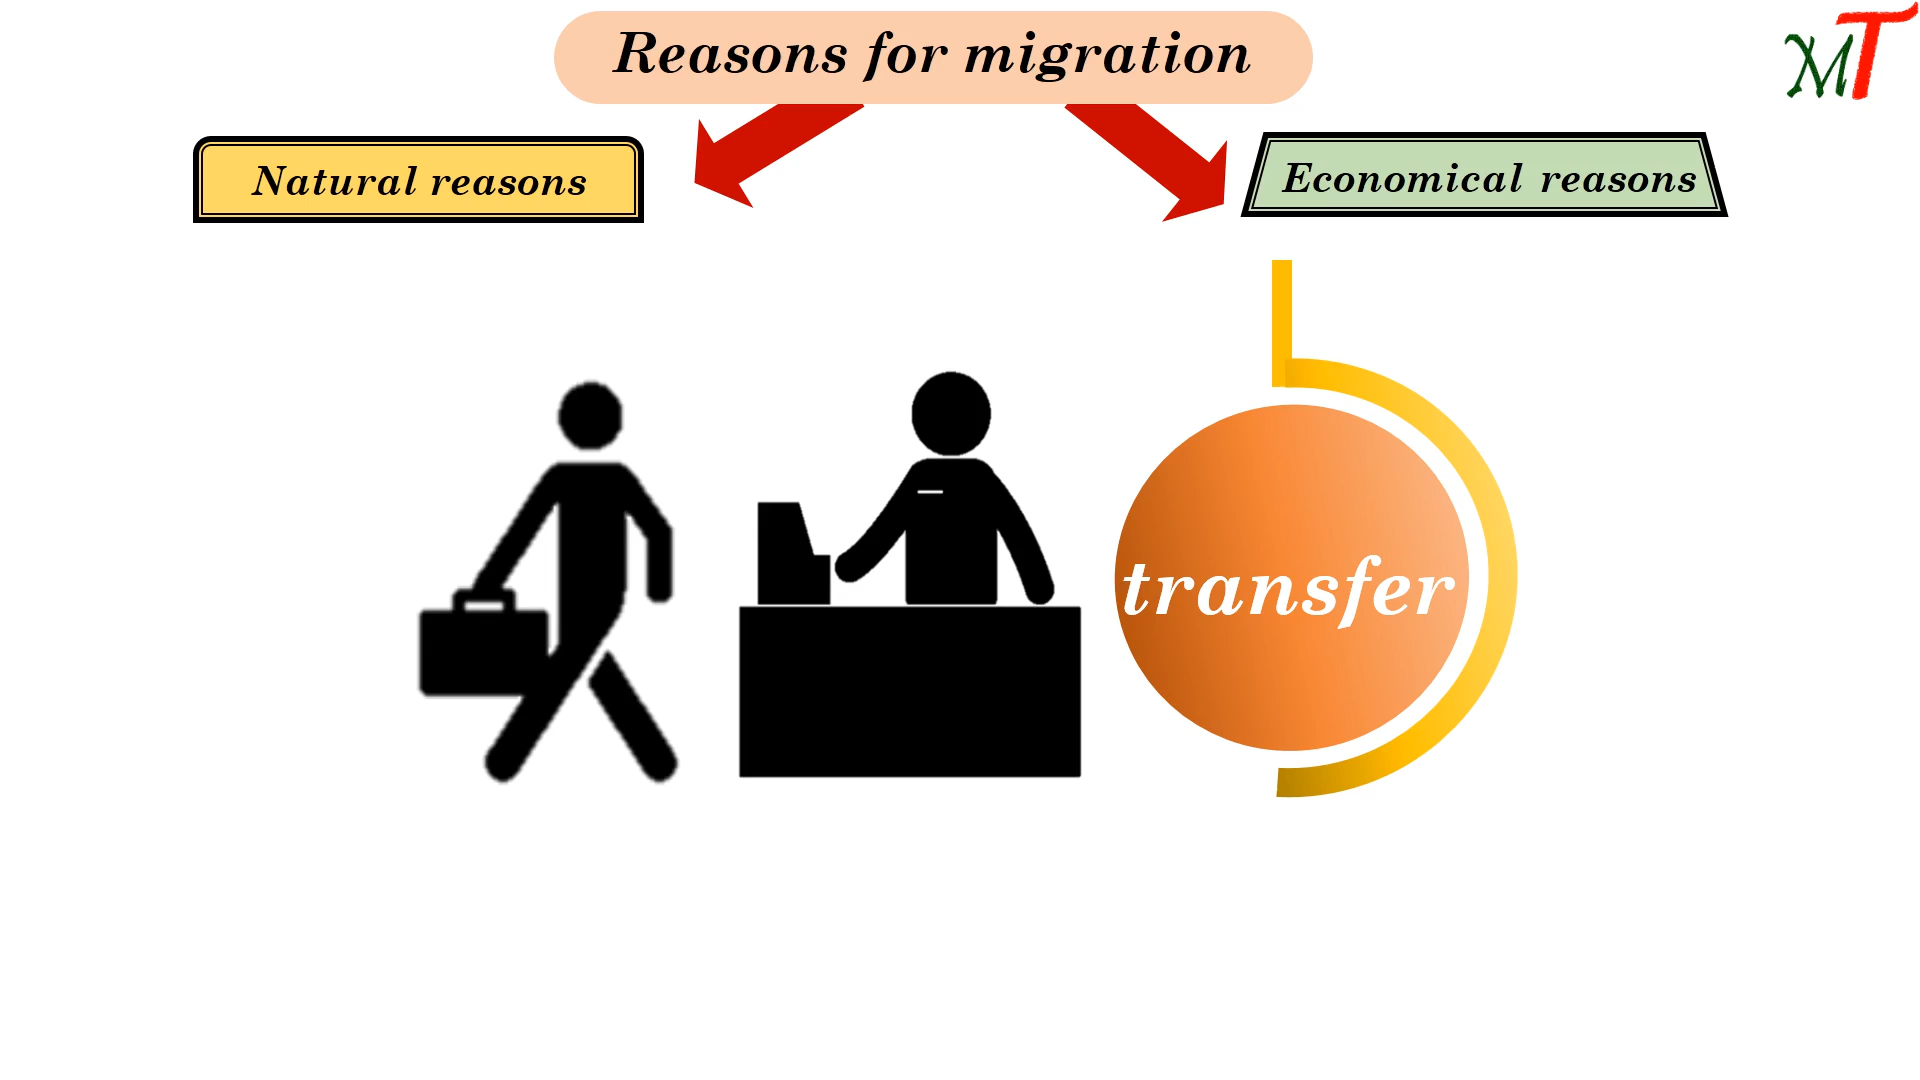 Reasons for migration
MT
Natural reasons
Economical reasons
transfer